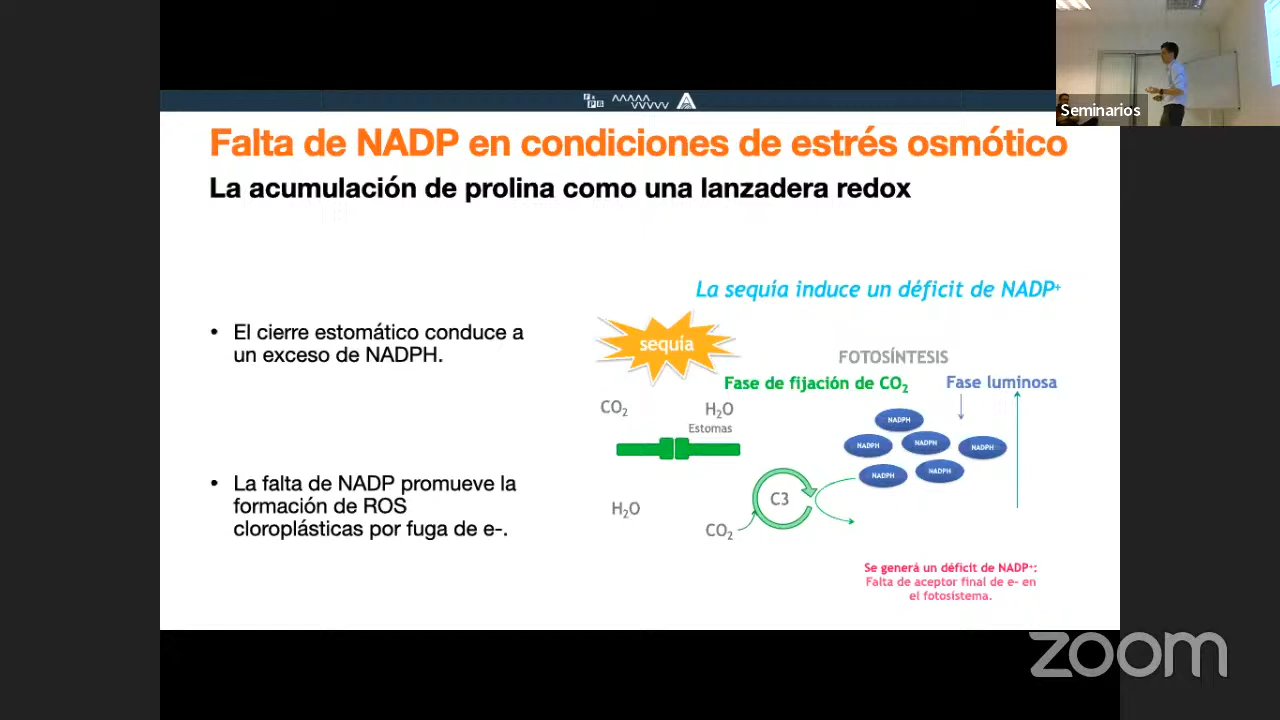 Seminarios
Falta de NADP en condiciones de estrés osmótico
La acumulación de prolina como una lanzadera redox
La sequía induce un déficit de NADP⁺
• El cierre estomático conduce a
un exceso de NADPH.
sequía
FOTOSÍNTESIS
Fase de fijación de CO₂
Fase luminosa
CO₂
H₂O
Estomas
NADPH
NADPH
NADPH
NADPH
NADPH
NADPH
• La falta de NADP promueve la
formación de ROS
cloroplásticas por fuga de e-.
C3
H₂O
CO₂
Se generá un déficit de NADP⁺:
Falta de aceptor final de e- en
el fotosistema.
zoom